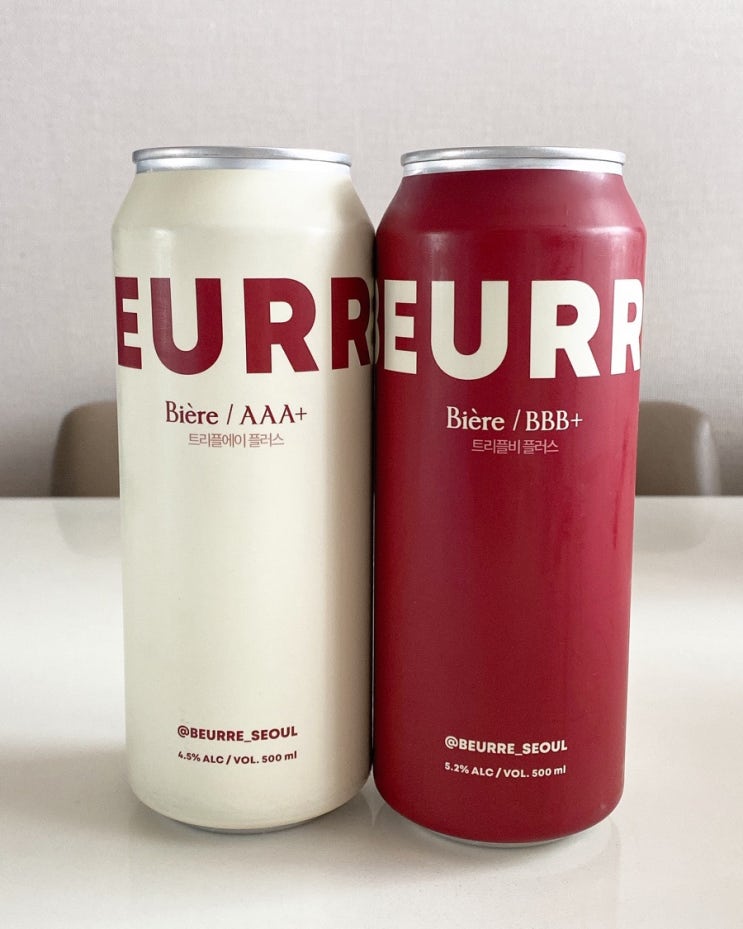 EURR
Bière / AAA+
트리플에이 플러스
@BEURRE_SEOUL
4.5% ALC / VOL. 500 ml
BEURR
Bière / BBB+
트리플비 플러스
@BEURRE_SEOUL
5.2% ALC / VOL. 500 ml